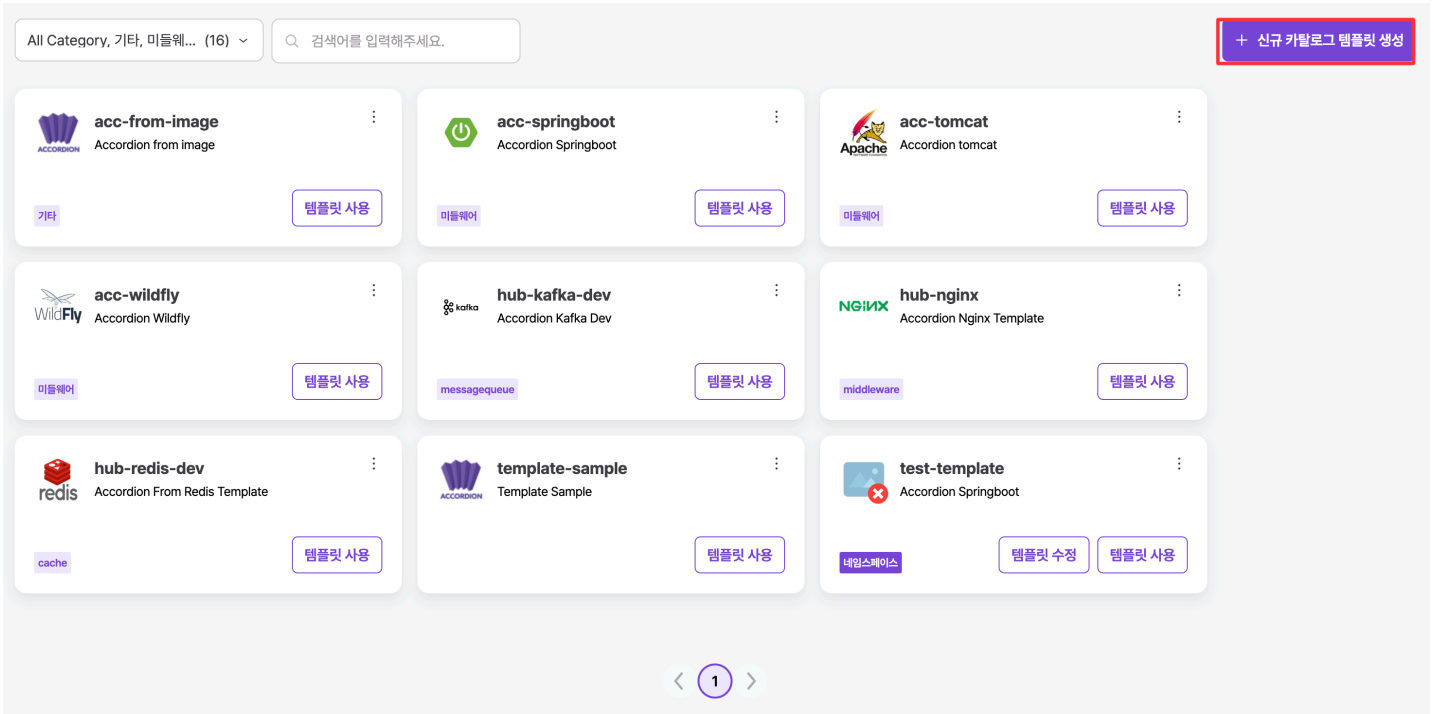 All Category, 기타, 미들웨... (16)
검색어를 입력해주세요.
+ 신규 카탈로그 템플릿 생성
ACCORDION
acc-from-image
Accordion from image
기타
템플릿 사용
acc-springboot
Accordion Springboot
미들웨어
템플릿 사용
Apache
acc-tomcat
Accordion tomcat
미들웨어
템플릿 사용
WildFly
acc-wildfly
Accordion Wildfly
미들웨어
템플릿 사용
kafka
hub-kafka-dev
Accordion Kafka Dev
messagequeue
템플릿 사용
NGINX
hub-nginx
Accordion Nginx Template
middleware
템플릿 사용
redis
hub-redis-dev
Accordion From Redis Template
cache
템플릿 사용
ACCORDION
template-sample
Template Sample
템플릿 사용
test-template
Accordion Springboot
네임스페이스
템플릿 수정
템플릿 사용
1